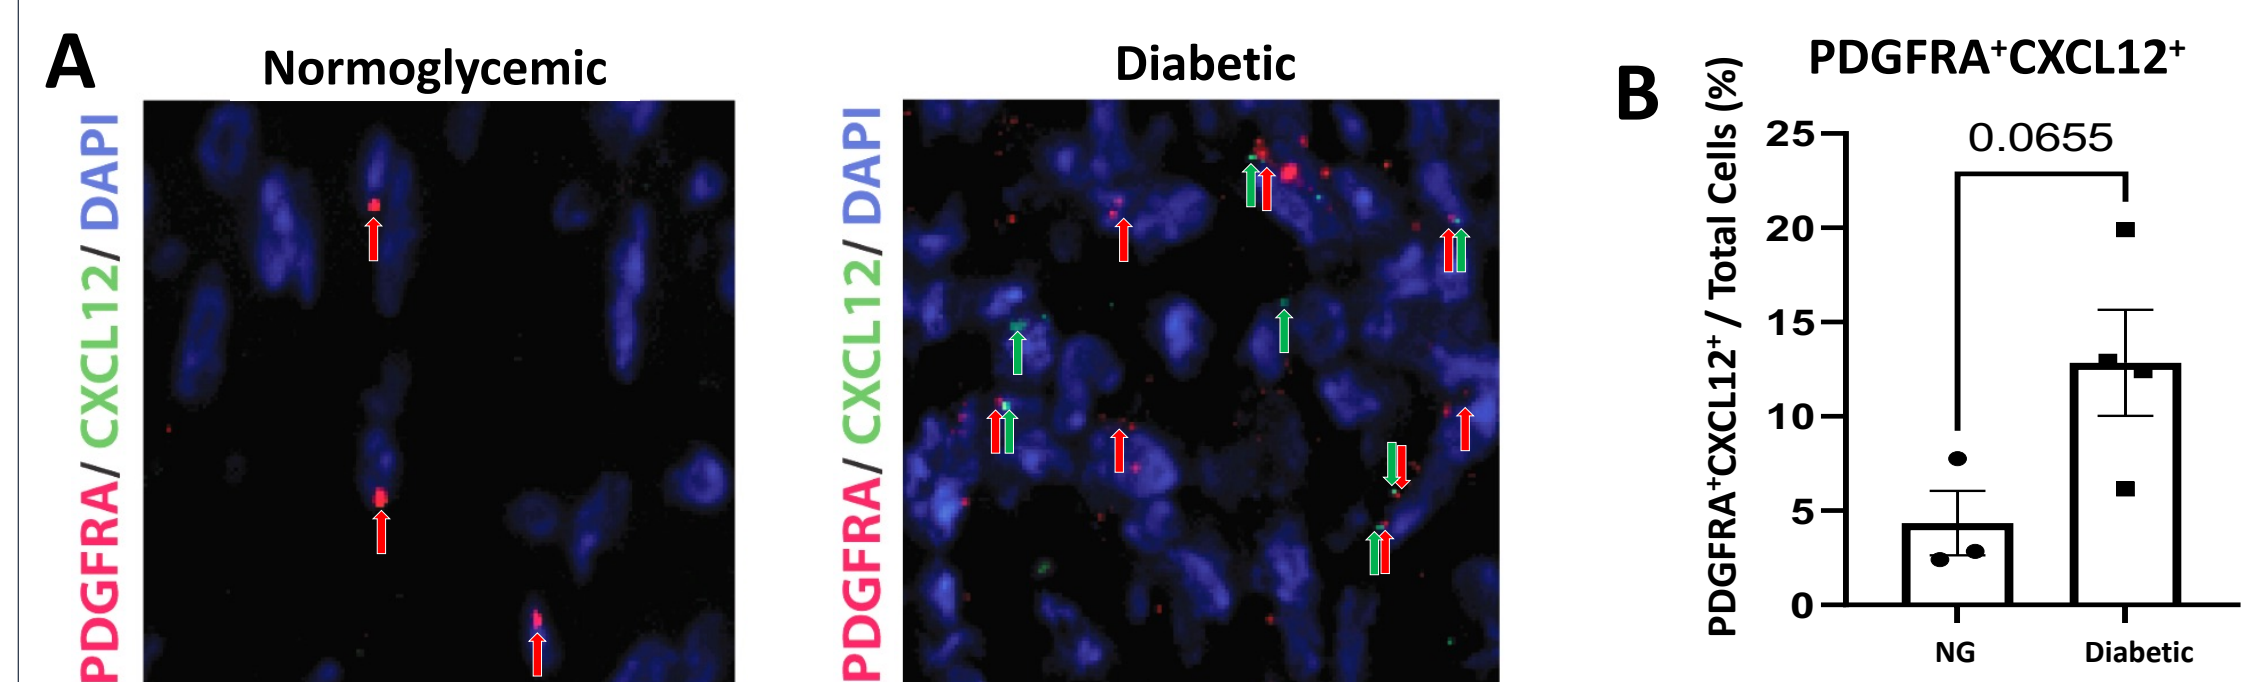 A
Normoglycemic
PDGFRA/ CXCL12/ DAPI
Diabetic
PDGFRA/ CXCL12/ DAPI
B
PDGFRA⁺CXCL12⁺
PDGFRA⁺CXCL12⁺ / Total Cells (%)
0.0655
25
20
15
10
5
0
NG
Diabetic